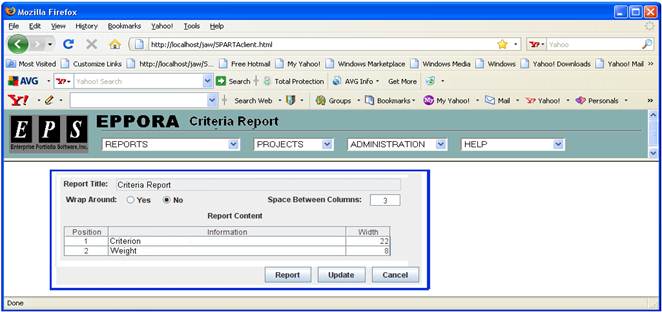 Mozilla Firefox
File Edit View History Bookmarks Yahoo! Tools Help
http://localhost/jaw/SPARTAclient.html Yahoo
Most Visited Customize Links http://localhost/jaw/S... Free Hotmail My Yahoo! Windows Marketplace Windows Media Windows Yahoo! Downloads Yahoo! Mail »
AVG Yahoo! Search Search Total Protection AVG Info Get More
Y! Search Web Groups Bookmarks My Yahoo! Mail Yahoo! Personals »
EPS EPPORA Criteria Report
Enterprise Portfolio Software, Inc.
REPORTS PROJECTS ADMINISTRATION HELP
Report Title: Criteria Report
Wrap Around: Yes No Space Between Columns: 3
Report Content
Position Information Width
1 Criterion 22
2 Weight 8
Report Update Cancel
Done